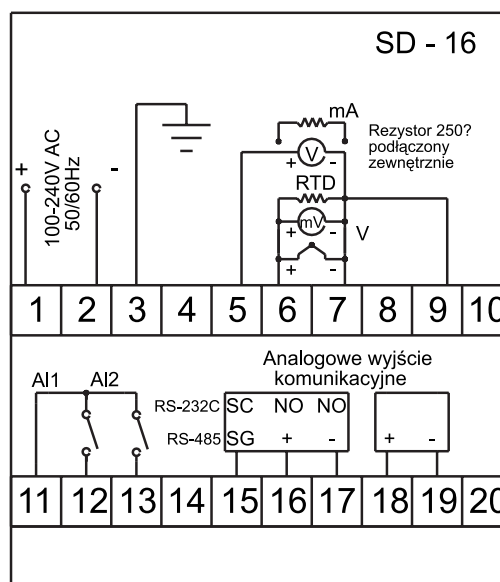 SD - 16
mA
Rezystor 250?
podłączony
zewnętrznie
+ 100-240V AC -
50/60Hz
+ V -
RTD
+ mV - V
+ -
1 2 3 4 5 6 7 8 9 10
Analogowe wyjście
komunikacyjne
Al1 Al2
RS-232C SC NO NO
RS-485 SG + - + -
11 12 13 14 15 16 17 18 19 20